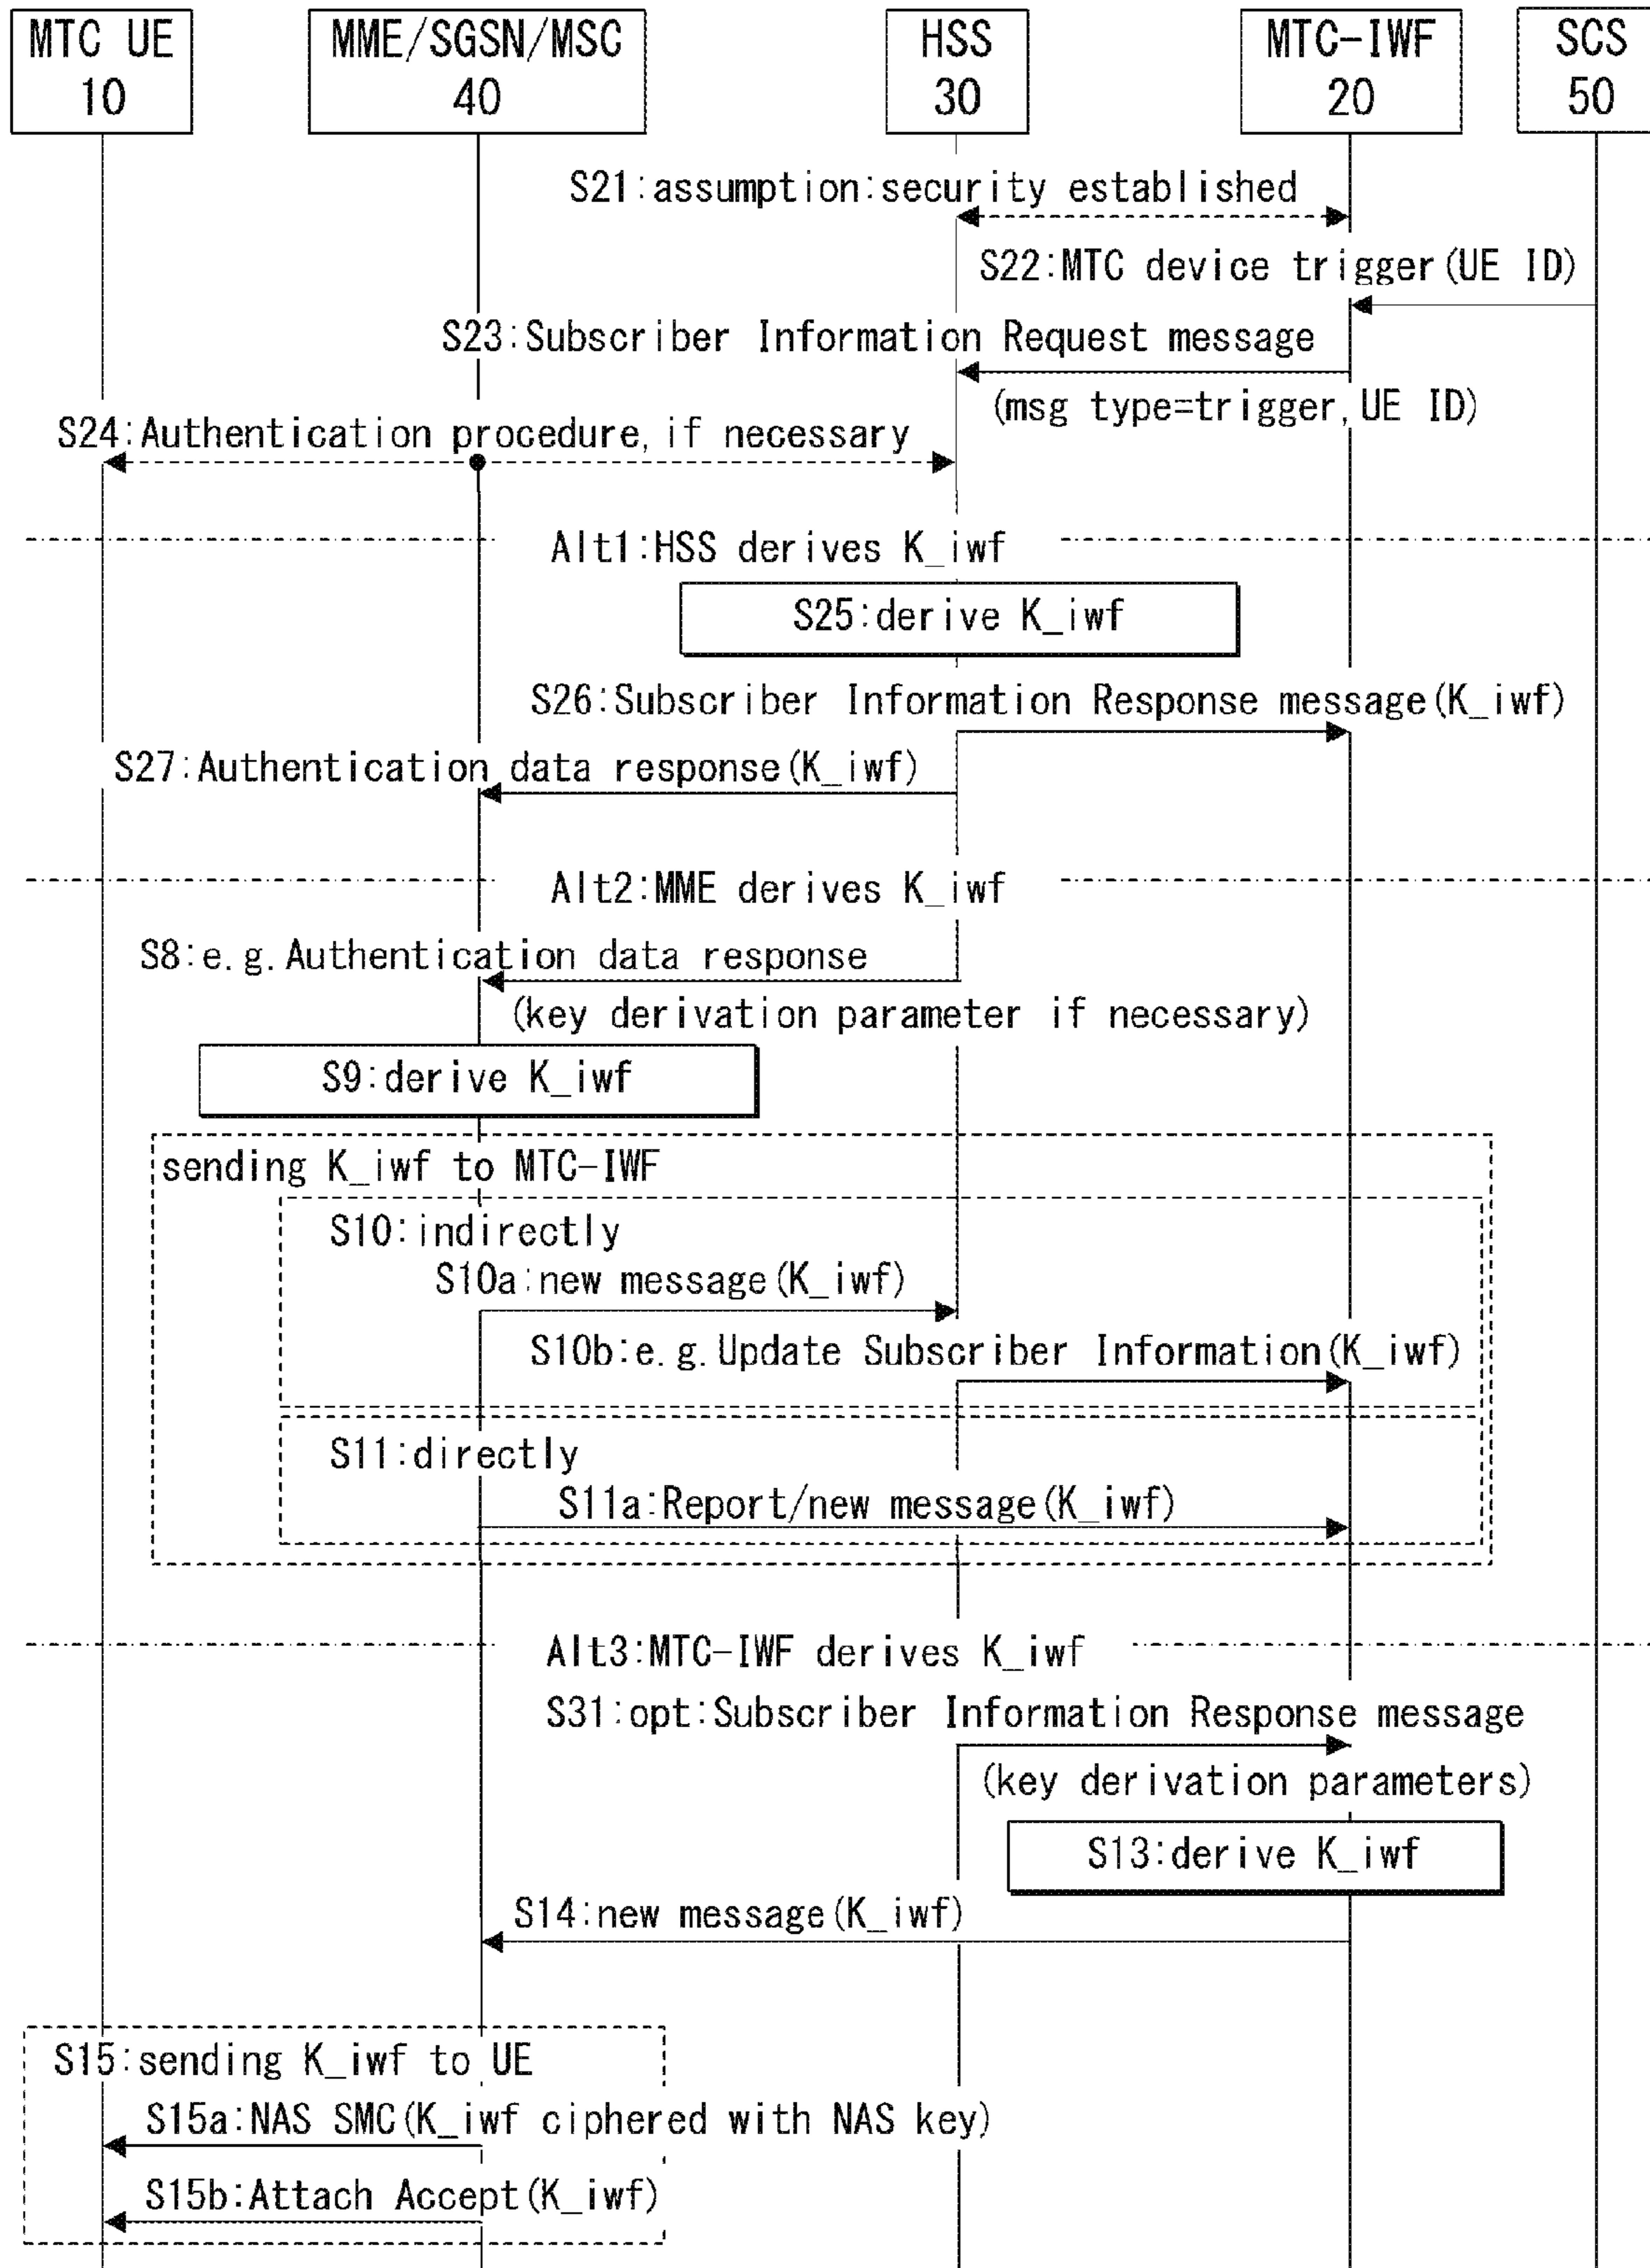 MTC UE
10
MME/SGSN/MSC
40
HSS
30
MTC-IWF
20
SCS
50
S21:assumption:security established
S22:MTC device trigger(UE ID)
S23:Subscriber Information Request message
(msg type=trigger,UE ID)
S24:Authentication procedure,if necessary
Alt1:HSS derives K_iwf
S25:derive K_iwf
S26:Subscriber Information Response message(K_iwf)
S27:Authentication data response(K_iwf)
Alt2:MME derives K_iwf
S8:e.g.Authentication data response
(key derivation parameter if necessary)
S9:derive K_iwf
sending K_iwf to MTC-IWF
S10:indirectly
S10a:new message(K_iwf)
S10b:e.g.Update Subscriber Information(K_iwf)
S11:directly
S11a:Report/new message(K_iwf)
Alt3:MTC-IWF derives K_iwf
S31:opt:Subscriber Information Response message
(key derivation parameters)
S13:derive K_iwf
S14:new message(K_iwf)
S15:sending K_iwf to UE
S15a:NAS SMC(K_iwf ciphered with NAS key)
S15b:Attach Accept(K_iwf)